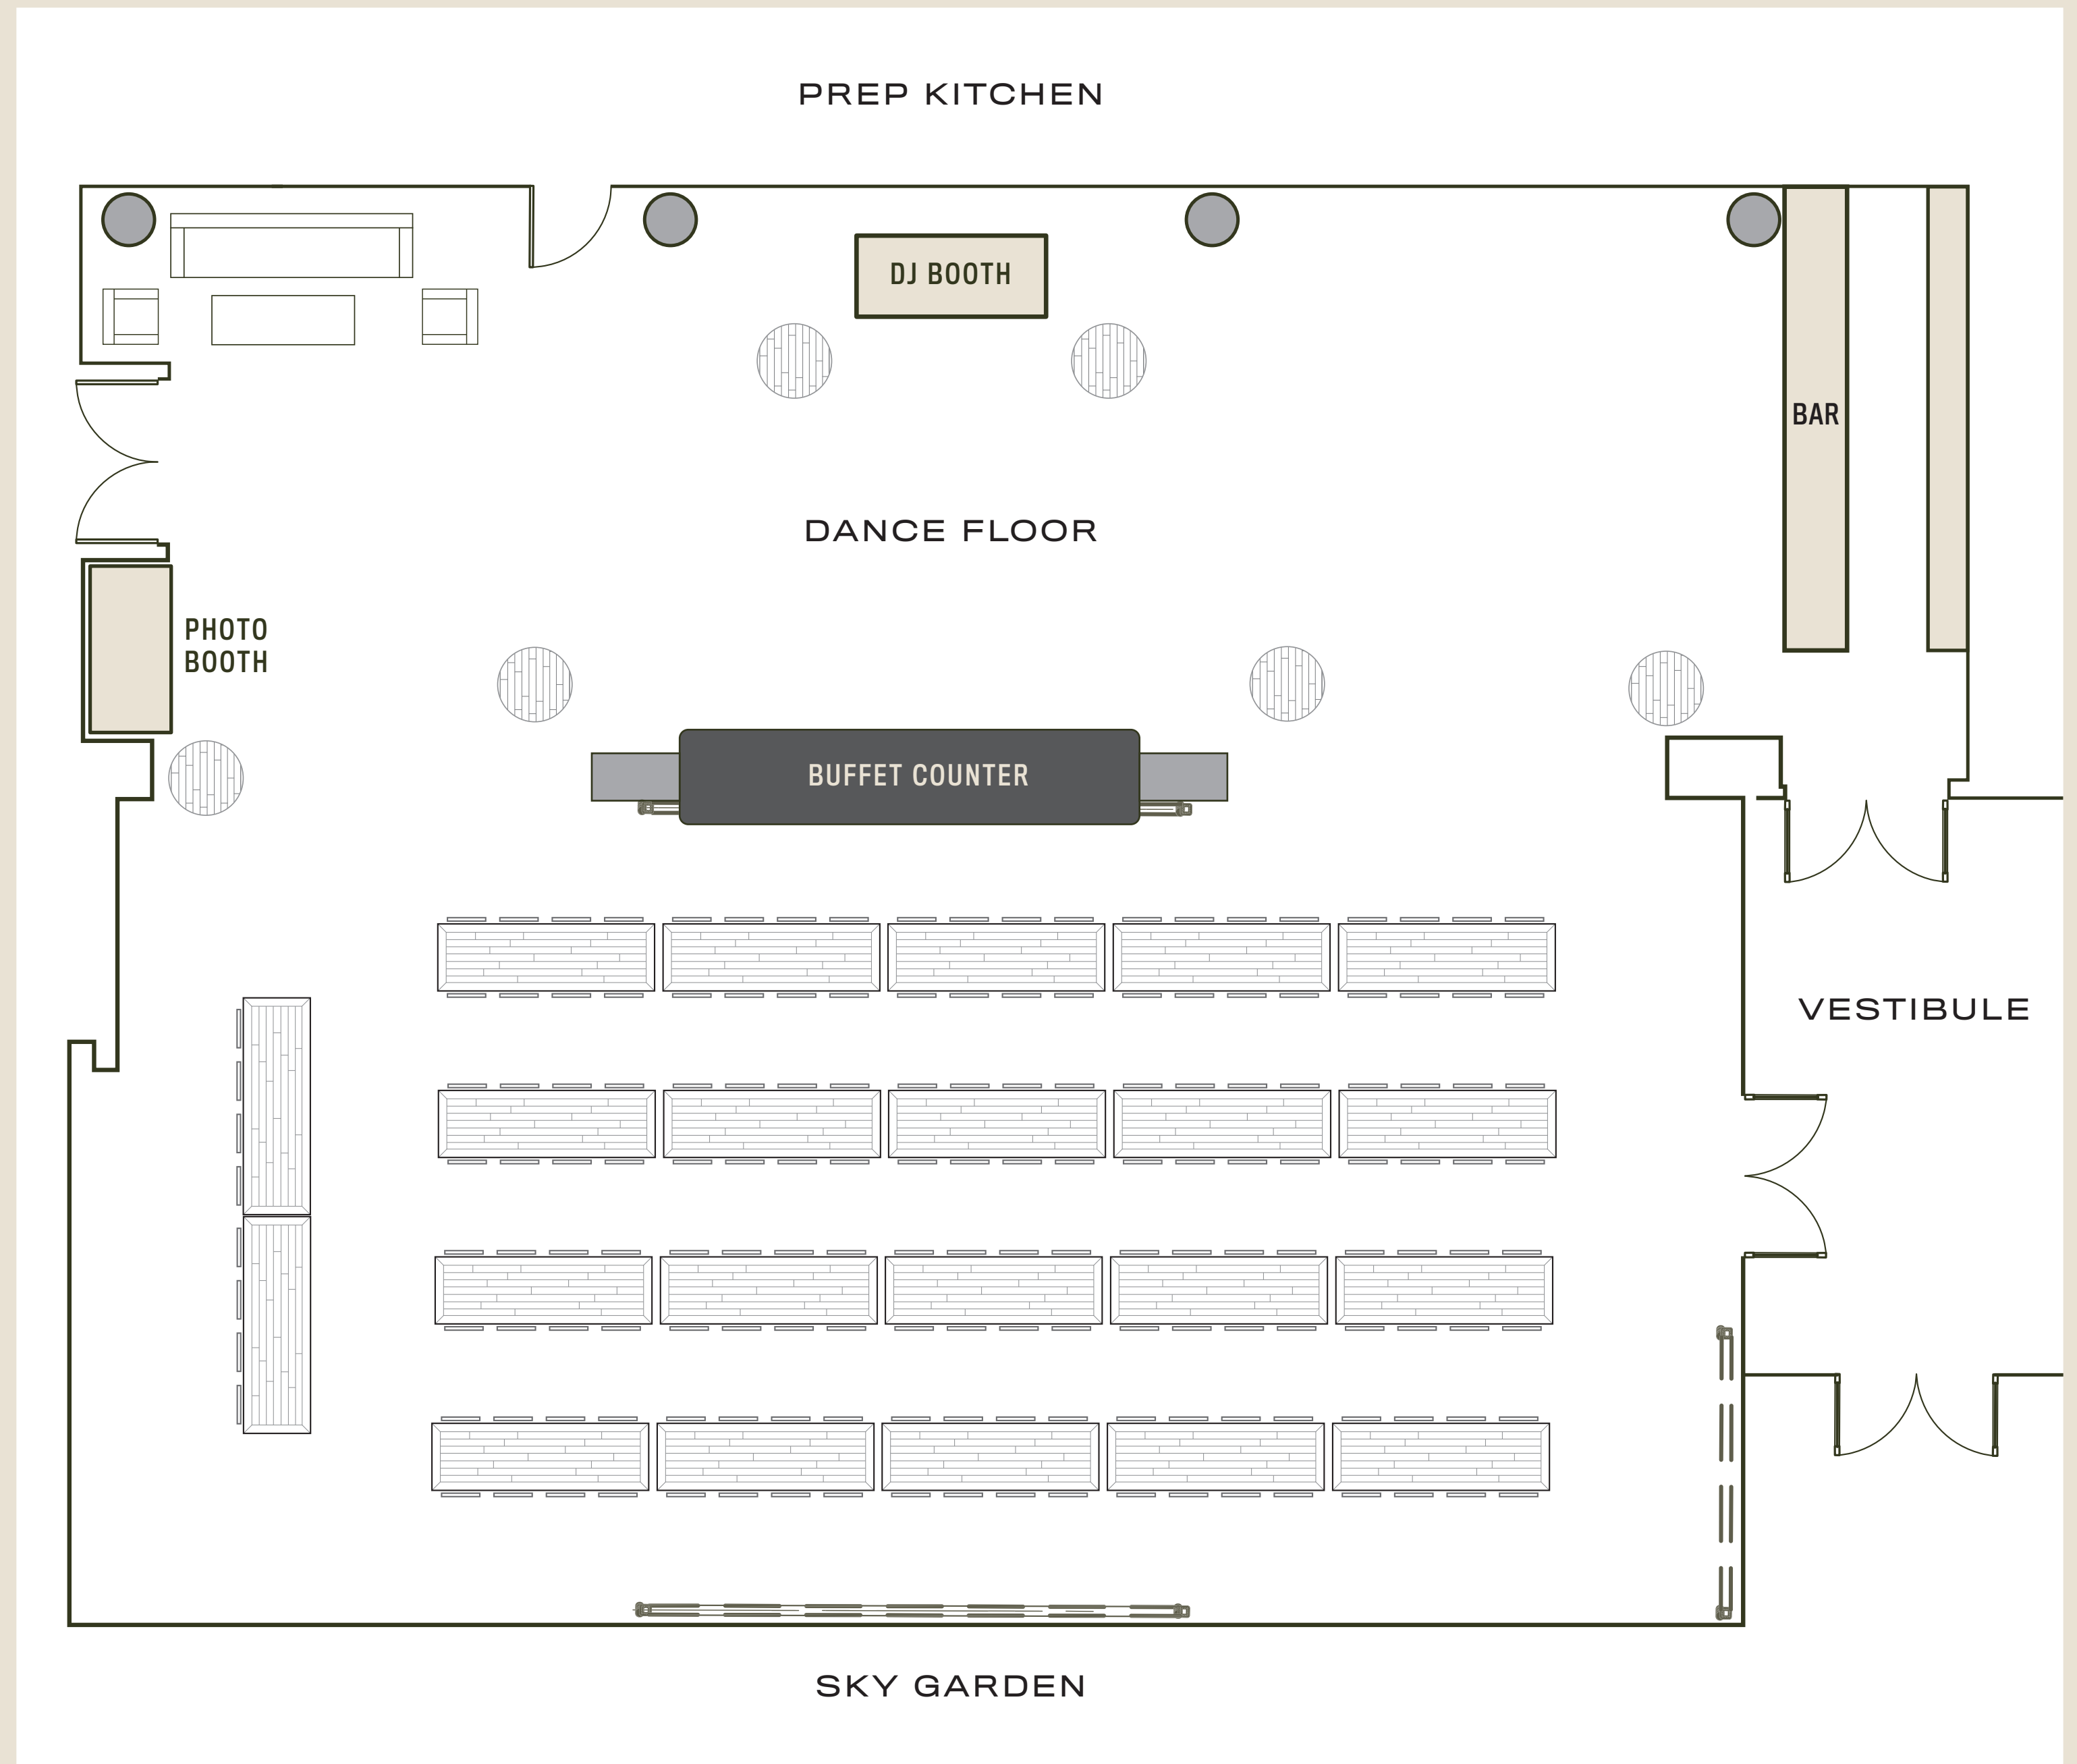 PREP KITCHEN
DJ BOOTH
BAR
DANCE FLOOR
PHOTO
BOOTH
BUFFET COUNTER
VESTIBULE
SKY GARDEN